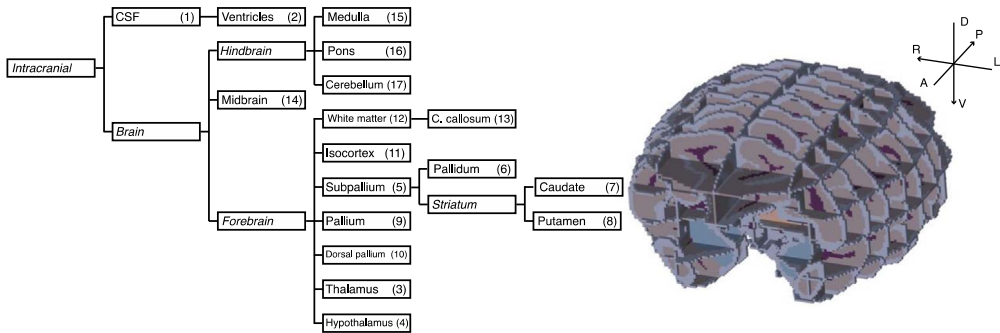 Intracranial
CSF (1)
Ventricles (2)
Brain
Hindbrain
Medulla (15)
Pons (16)
Cerebellum (17)
Midbrain (14)
Forebrain
White matter (12)
C. callosum (13)
Isocortex (11)
Subpallium (5)
Pallidum (6)
Striatum
Caudate (7)
Putamen (8)
Pallium (9)
Dorsal pallium (10)
Thalamus (3)
Hypothalamus (4)
D
P
R
L
A
V